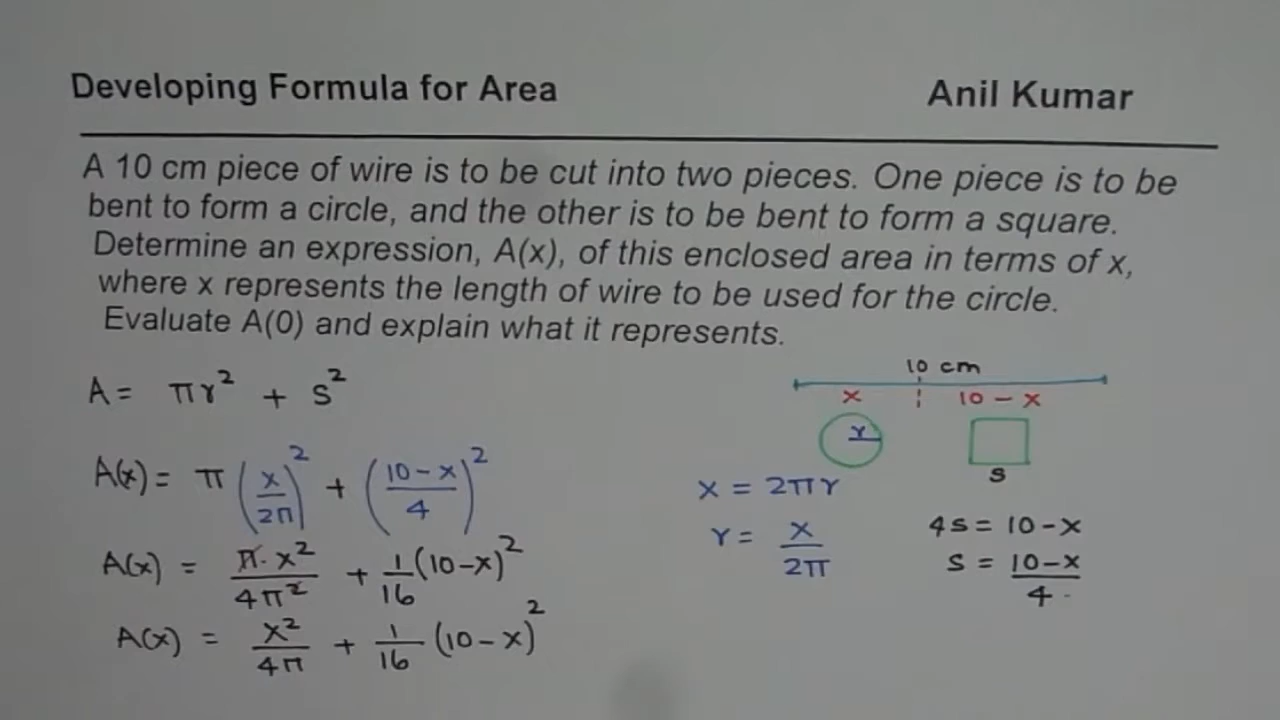 Developing Formula for Area Anil Kumar
A 10 cm piece of wire is to be cut into two pieces. One piece is to be
bent to form a circle, and the other is to be bent to form a square.
Determine an expression, A(x), of this enclosed area in terms of x,
where x represents the length of wire to be used for the circle.
Evaluate A(0) and explain what it represents.
A = πr² + s²
A(x) = π (x/2π)² + (10-x/4)²
A(x) = π·x²/4π² + 1/16 (10-x)²
A(x) = x²/4π + 1/16 (10-x)²
10 cm
x 10-x
r
s
x = 2πr
r = x/2π
4s = 10-x
s = 10-x/4